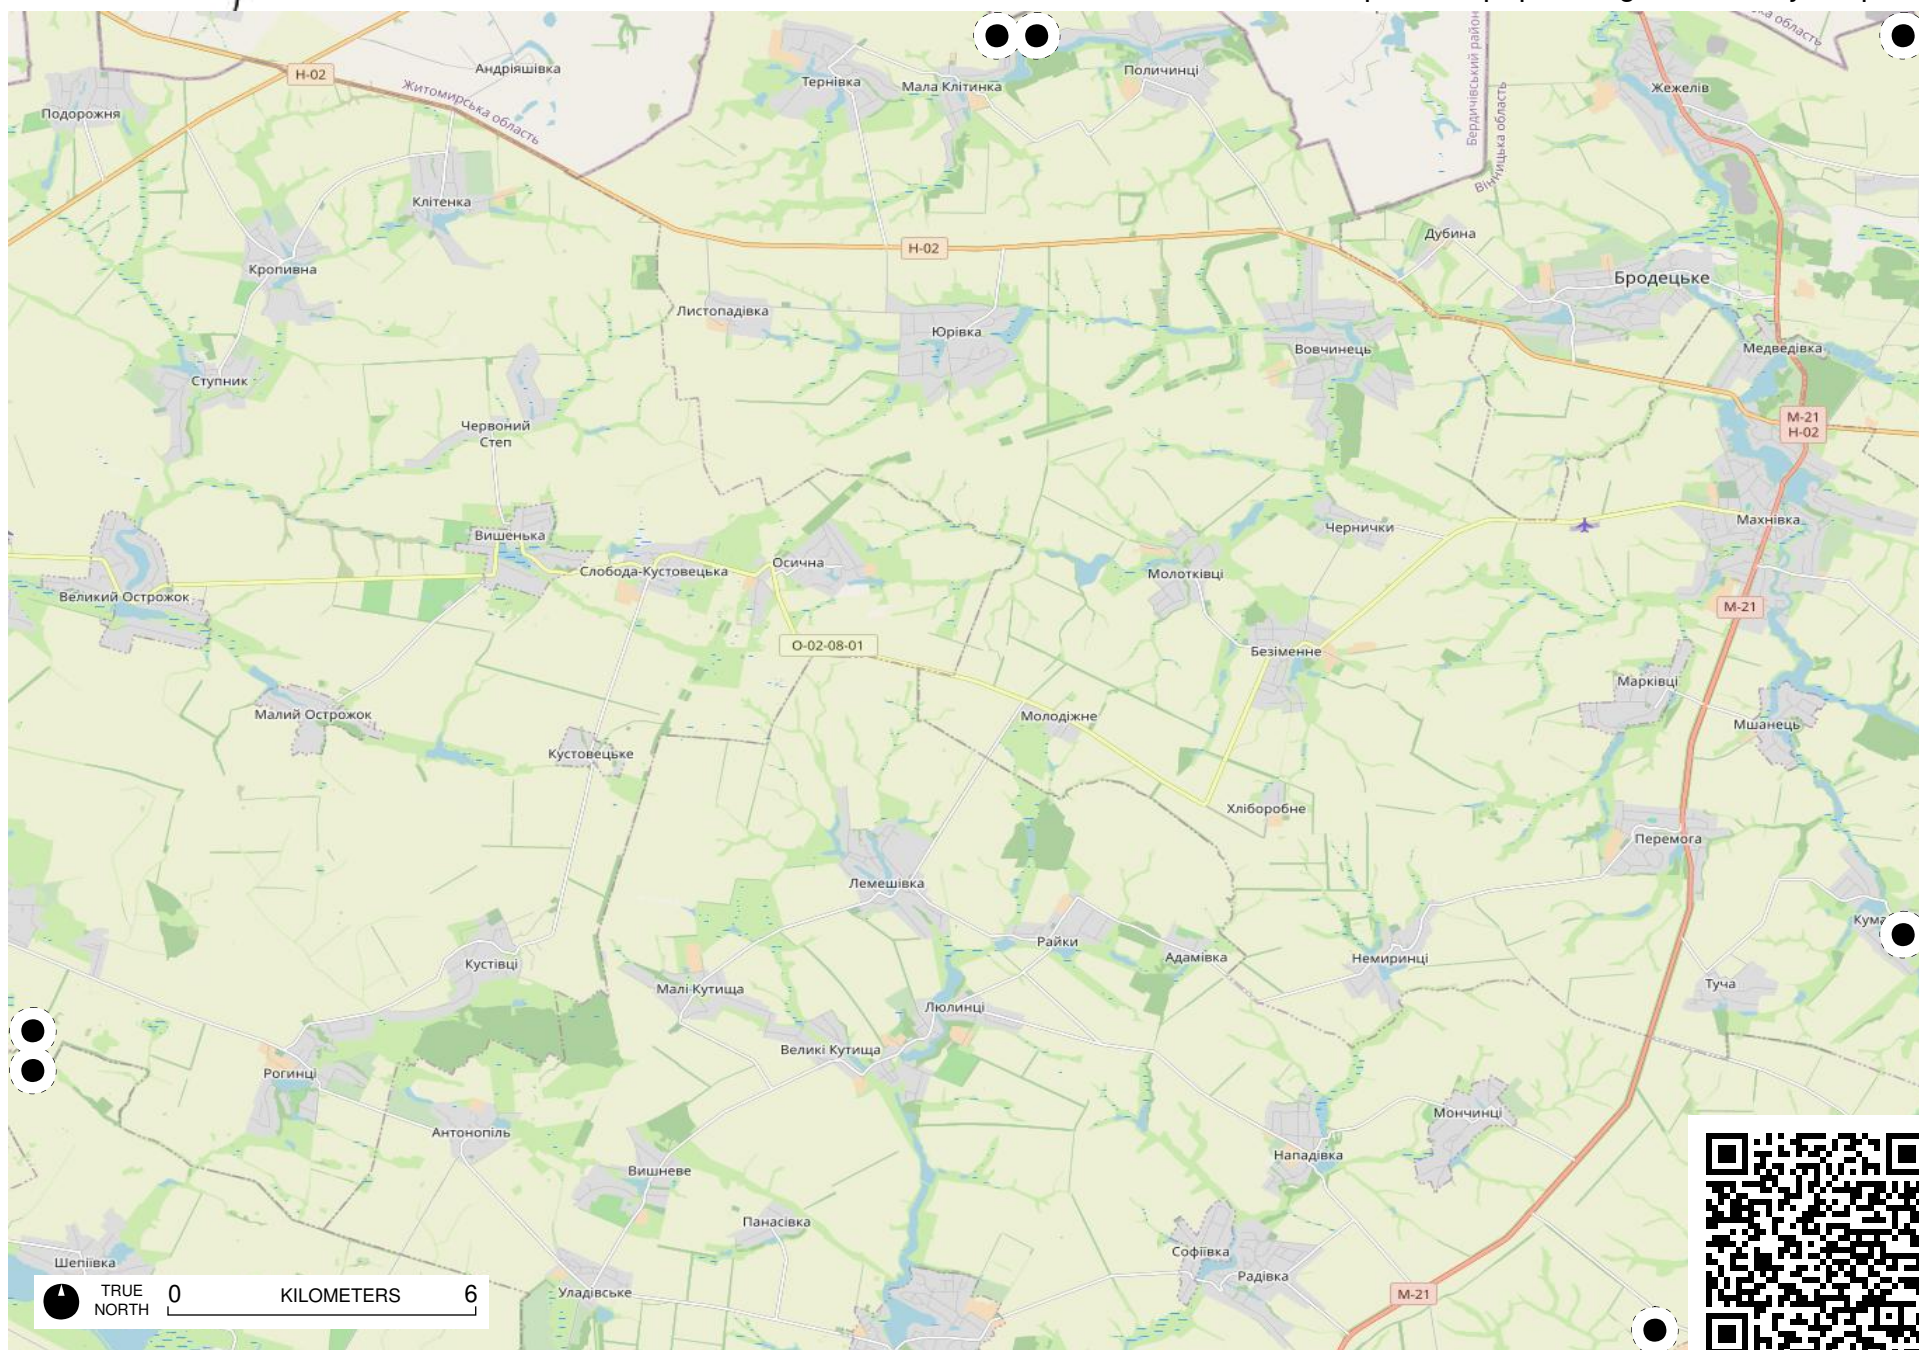 H-02
Андріяшівка
Житомирська область
Подорожня
Тернівка
Мала Клітинка
Поличинці
Бердичівський район
Вінницька область
Жежелів
Клітенка
Кропивна
H-02
Дубина
Бродецьке
Листопадівка
Юрівка
Вовчинець
Медведівка
Ступник
Червоний
Степ
M-21
H-02
Вишенька
Слобода-Кустовецька
Осична
Молотківці
Чернички
Махнівка
Великий Острожок
M-21
О-02-08-01
Безіменне
Марківці
Малий Острожок
Молодіжне
Мшанець
Кустовецьке
Хліборобне
Перемога
Лемешівка
Кустівці
Райки
Адамівка
Немиринці
Малі Кутища
Люлинці
Туча
Великі Кутища
Рогинці
Антонопіль
Мончинці
Вишневе
Нападівка
Панасівка
Софіївка
Шепіївка
Радівка
Уладівське
M-21
TRUE
NORTH
0 KILOMETERS 6